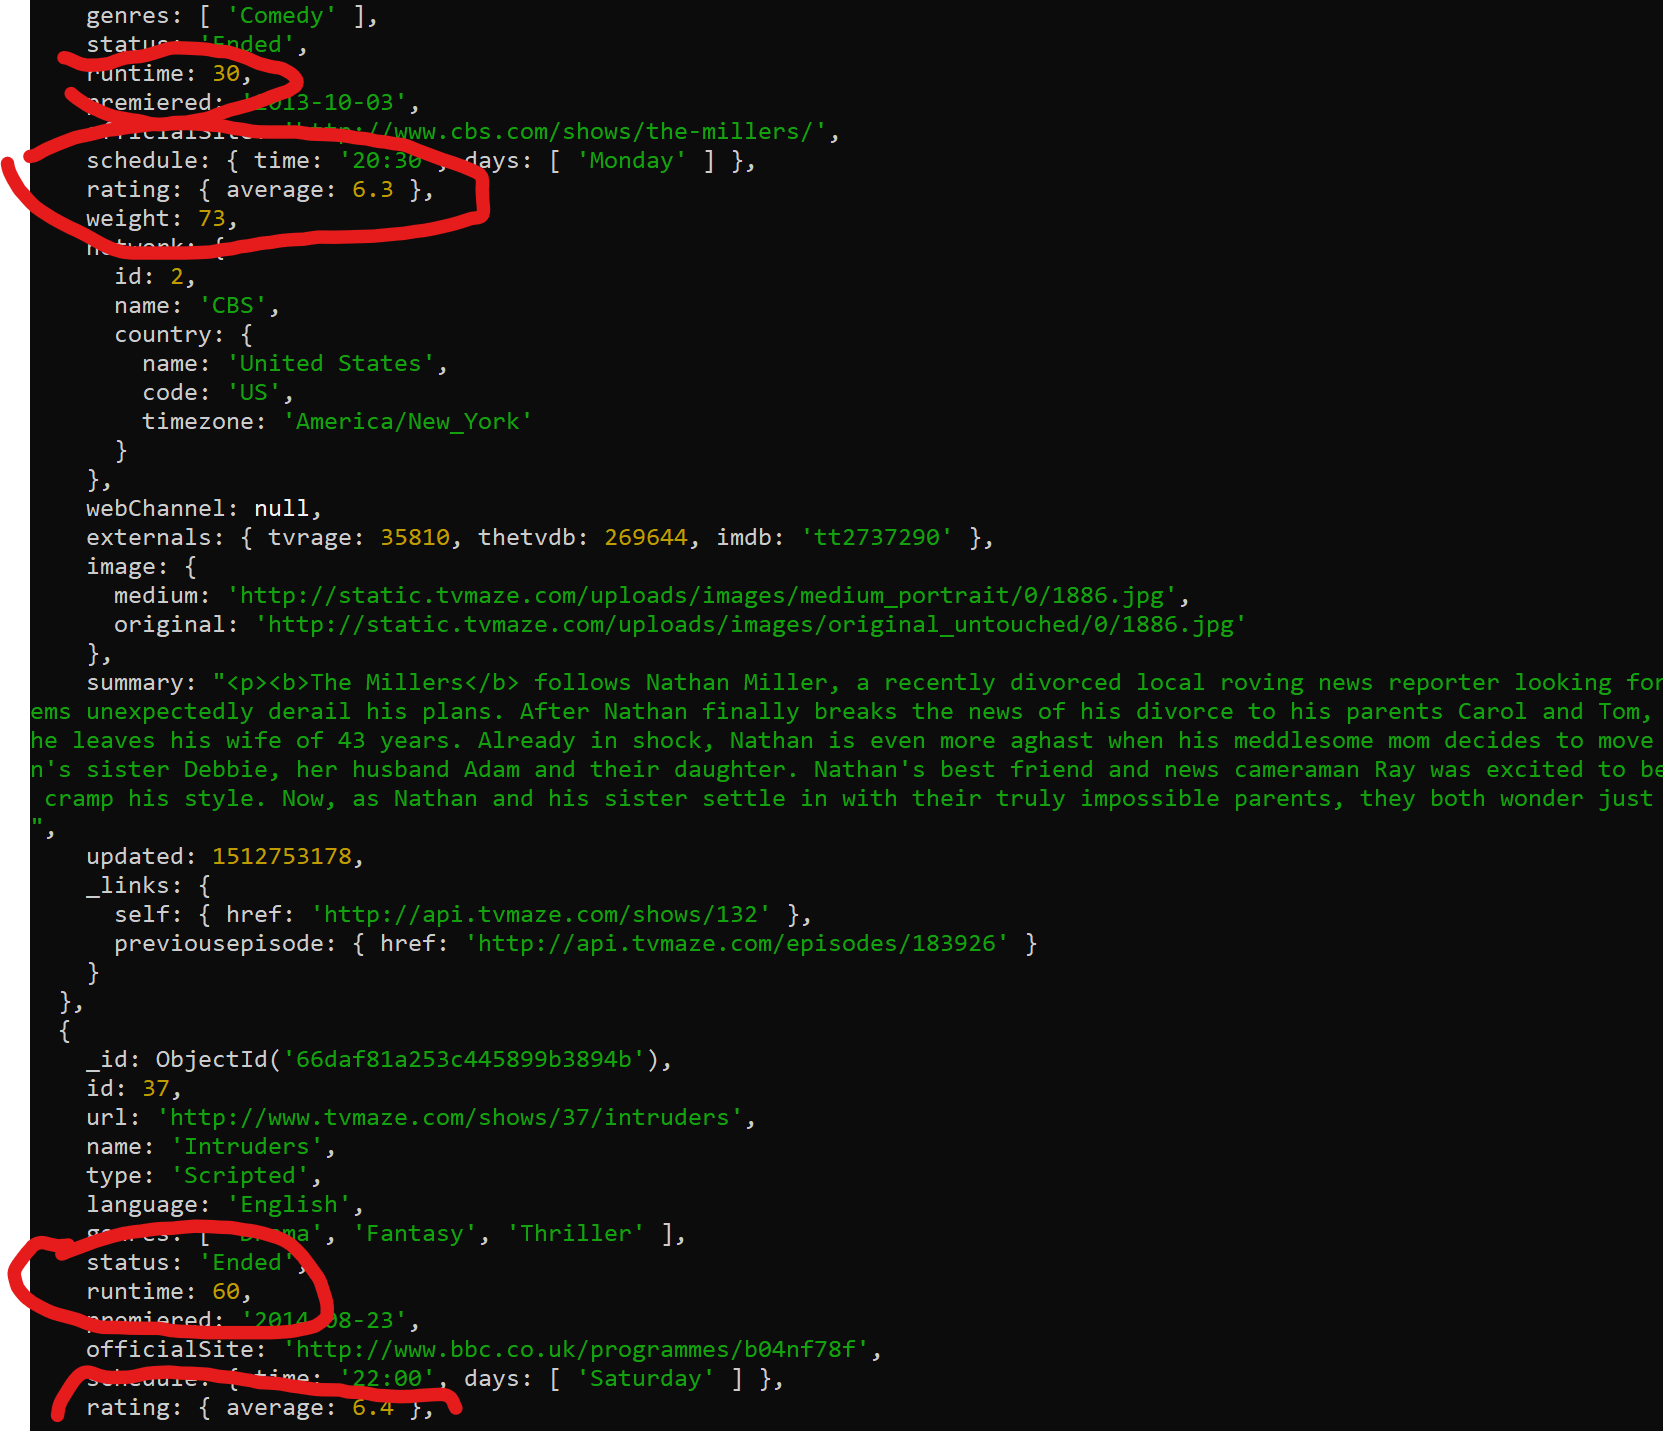 genres: [ 'Comedy' ],
status: 'Ended',
runtime: 30,
premiered: '2013-10-03',
officialSite: 'http://www.cbs.com/shows/the-millers/',
schedule: { time: '20:30', days: [ 'Monday' ] },
rating: { average: 6.3 },
weight: 73,
network: {
id: 2,
name: 'CBS',
country: {
name: 'United States',
code: 'US',
timezone: 'America/New_York'
}
},
webChannel: null,
externals: { tvrage: 35810, thetvdb: 269644, imdb: 'tt2737290' },
image: {
medium: 'http://static.tvmaze.com/uploads/images/medium_portrait/0/1886.jpg',
original: 'http://static.tvmaze.com/uploads/images/original_untouched/0/1886.jpg'
},
summary: "<p><b>The Millers</b> follows Nathan Miller, a recently divorced local roving news reporter looking for
ems unexpectedly derail his plans. After Nathan finally breaks the news of his divorce to his parents Carol and Tom,
he leaves his wife of 43 years. Already in shock, Nathan is even more aghast when his meddlesome mom decides to move
n's sister Debbie, her husband Adam and their daughter. Nathan's best friend and news cameraman Ray was excited to be
cramp his style. Now, as Nathan and his sister settle in with their truly impossible parents, they both wonder just
",
updated: 1512753178,
_links: {
self: { href: 'http://api.tvmaze.com/shows/132' },
previousepisode: { href: 'http://api.tvmaze.com/episodes/183926' }
}
},
{
_id: ObjectId('66daf81a253c445899b3894b'),
id: 37,
url: 'http://www.tvmaze.com/shows/37/intruders',
name: 'Intruders',
type: 'Scripted',
language: 'English',
genres: [ 'Drama', 'Fantasy', 'Thriller' ],
status: 'Ended',
runtime: 60,
premiered: '2014-08-23',
officialSite: 'http://www.bbc.co.uk/programmes/b04nf78f',
schedule: { time: '22:00', days: [ 'Saturday' ] },
rating: { average: 6.4 },